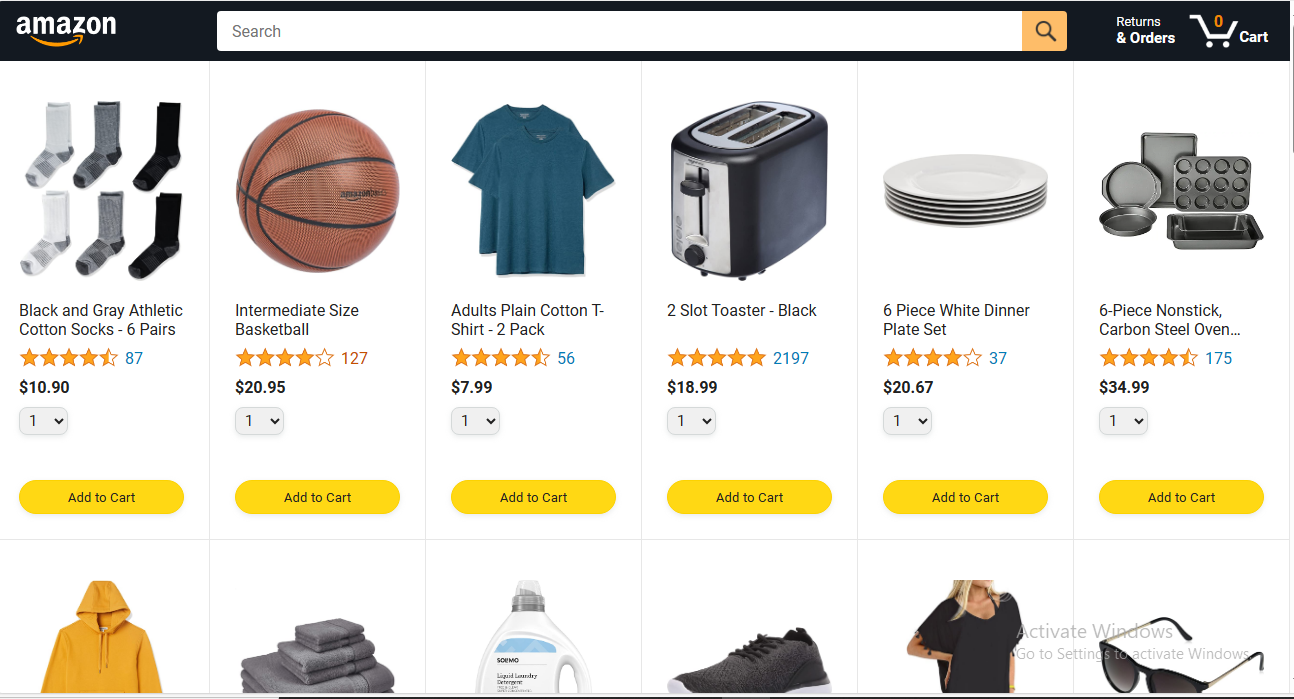 amazon
Search
Returns
& Orders
0
Cart
Black and Gray Athletic
Cotton Socks - 6 Pairs
87
$10.90
1
Add to Cart
Intermediate Size
Basketball
127
$20.95
1
Add to Cart
Adults Plain Cotton T-
Shirt - 2 Pack
56
$7.99
1
Add to Cart
2 Slot Toaster - Black
2197
$18.99
1
Add to Cart
6 Piece White Dinner
Plate Set
37
$20.67
1
Add to Cart
6-Piece Nonstick,
Carbon Steel Oven...
175
$34.99
1
Add to Cart
SOLIMO
Liquid Laundry
Detergent
Activate Windows
Go to Settings to activate Windows.